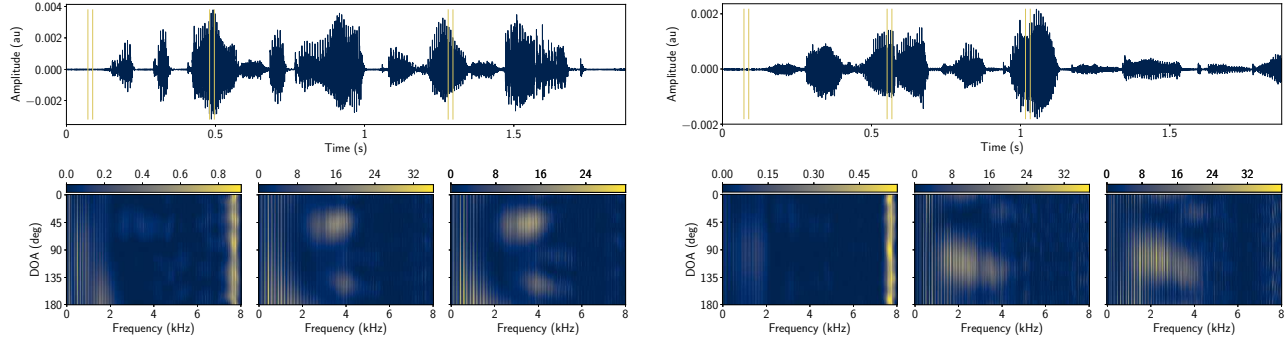 Amplitude (au)
0.004
0.002
0.000
−0.002
0
0.5
1
1.5
Time (s)
Amplitude (au)
0.002
0.000
−0.002
0
0.5
1
1.5
Time (s)
0.0 0.2 0.4 0.6 0.8
0 8 16 24 32
0 8 16 24
DOA (deg)
0
45
90
135
180
0 2 4 6 8
0 2 4 6 8
0 2 4 6 8
Frequency (kHz) Frequency (kHz) Frequency (kHz)
0.00 0.15 0.30 0.45
0 8 16 24 32
0 8 16 24 32
DOA (deg)
0
45
90
135
180
0 2 4 6 8
0 2 4 6 8
0 2 4 6 8
Frequency (kHz) Frequency (kHz) Frequency (kHz)